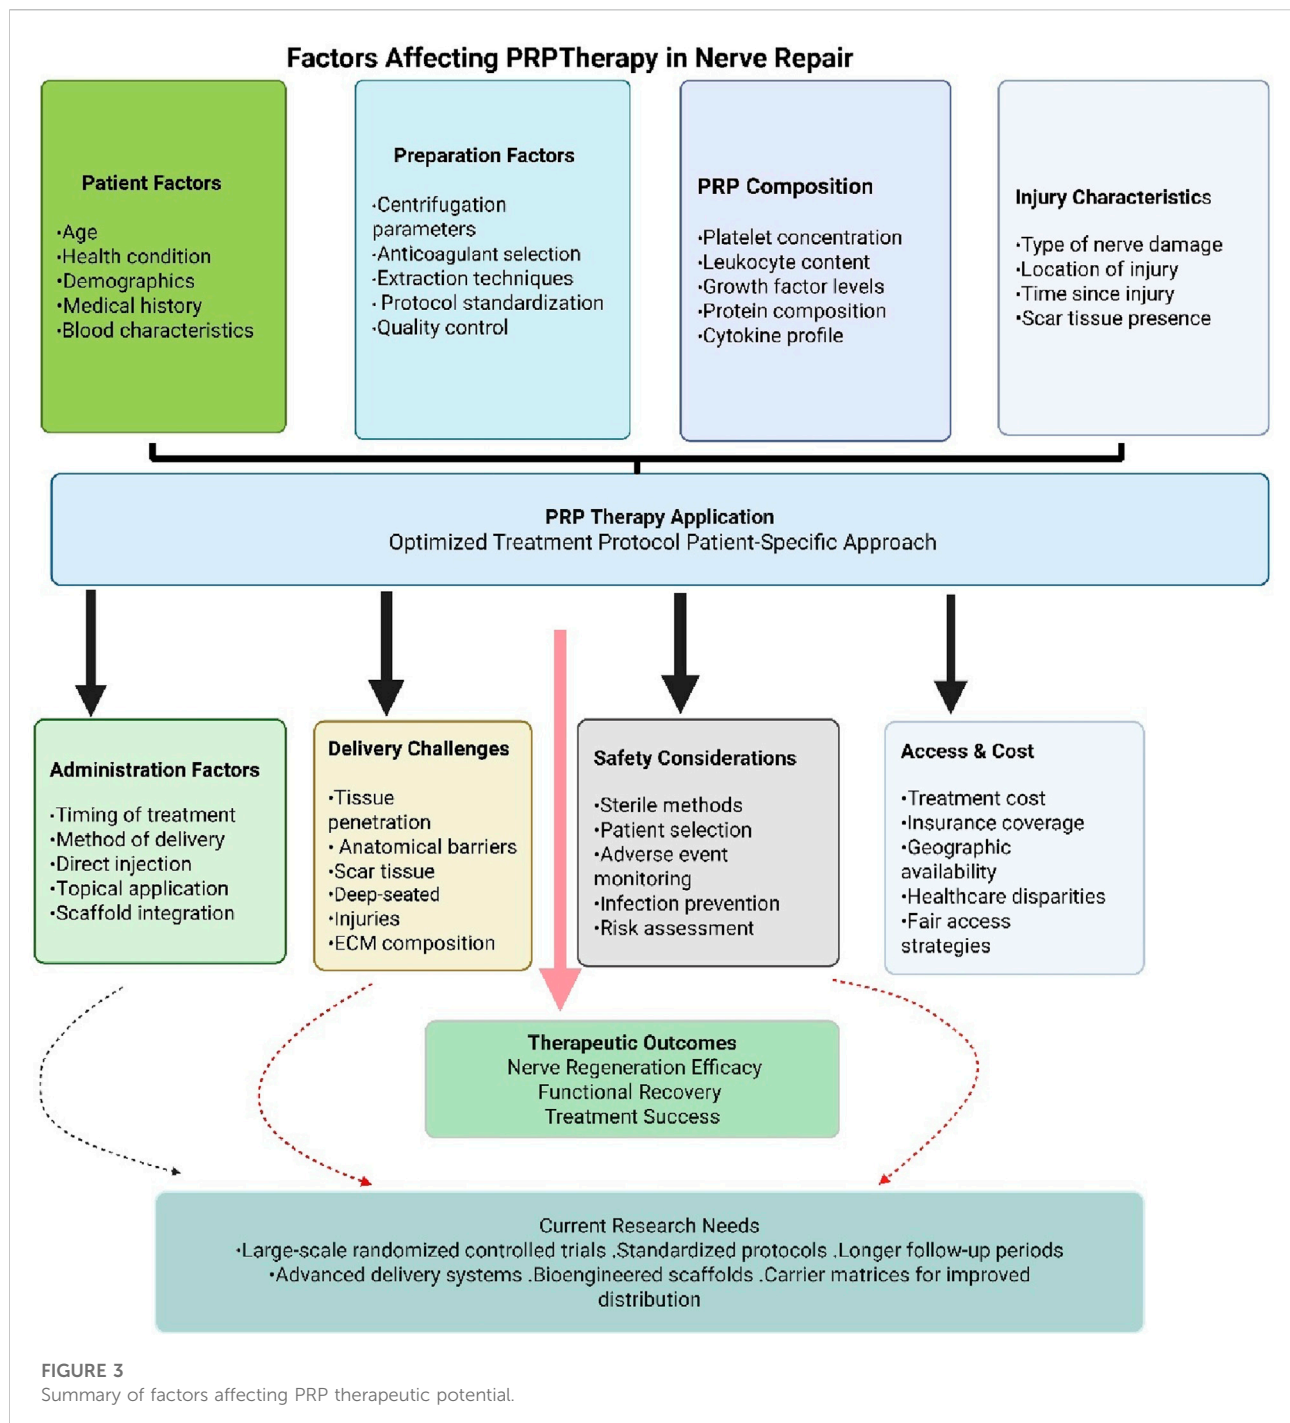 Factors Affecting PRPTherapy in Nerve Repair
Patient Factors
·Age
·Health condition
·Demographics
·Medical history
·Blood characteristics
Preparation Factors
·Centrifugation
parameters
·Anticoagulant selection
·Extraction techniques
· Protocol standardization
·Quality control
PRP Composition
·Platelet concentration
·Leukocyte content
·Growth factor levels
·Protein composition
·Cytokine profile
Injury Characteristics
·Type of nerve damage
·Location of injury
·Time since injury
·Scar tissue presence
PRP Therapy Application
Optimized Treatment Protocol Patient-Specific Approach
Administration Factors
·Timing of treatment
·Method of delivery
·Direct injection
·Topical application
·Scaffold integration
Delivery Challenges
·Tissue
penetration
· Anatomical barriers
·Scar tissue
·Deep-seated
·Injuries
·ECM composition
Safety Considerations
·Sterile methods
·Patient selection
·Adverse event
monitoring
·Infection prevention
·Risk assessment
Access & Cost
·Treatment cost
·Insurance coverage
·Geographic
availability
·Healthcare disparities
·Fair access
strategies
Therapeutic Outcomes
Nerve Regeneration Efficacy
Functional Recovery
Treatment Success
Current Research Needs
·Large-scale randomized controlled trials .Standardized protocols .Longer follow-up periods
·Advanced delivery systems .Bioengineered scaffolds .Carrier matrices for improved
distribution
FIGURE 3
Summary of factors affecting PRP therapeutic potential.